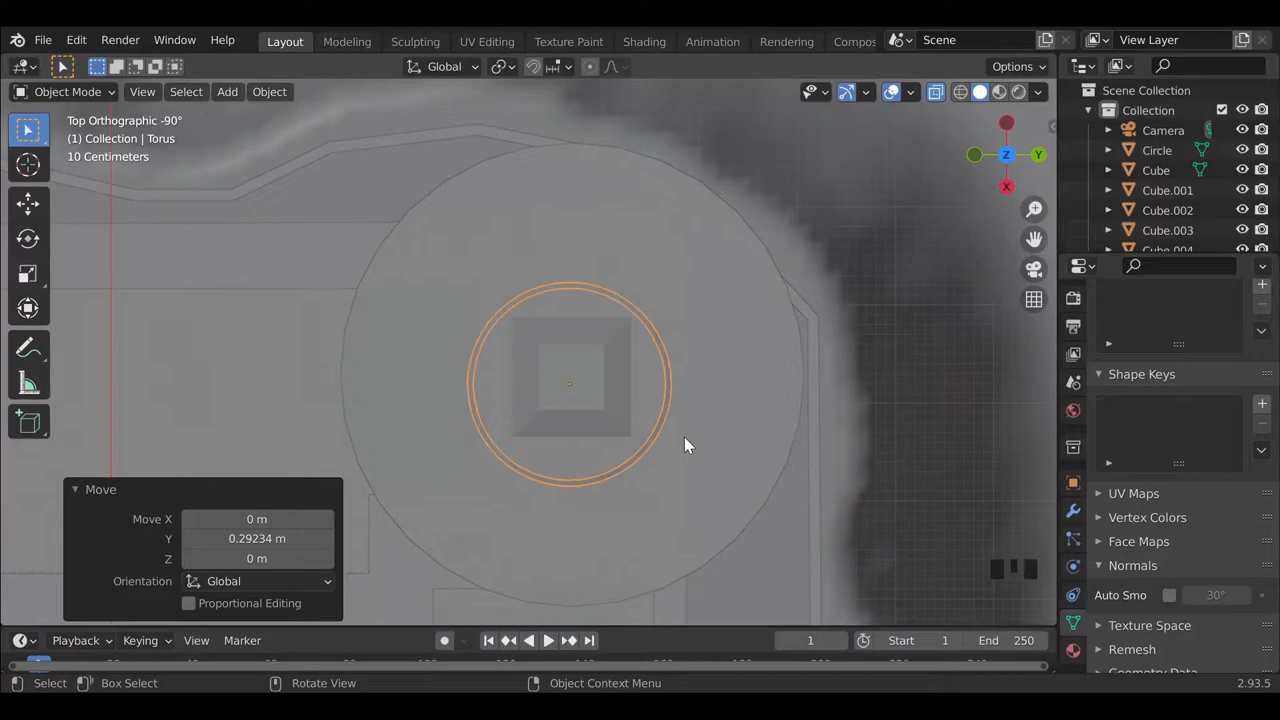 File Edit Render Window Help Layout Modeling Sculpting UV Editing Texture Paint Shading Animation Rendering Compos Scene View Layer
Global Options
Object Mode View Select Add Object
Scene Collection
Collection
Camera
Circle
Cube
Cube.001
Cube.002
Cube.003
Cube.004
Top Orthographic -90°
(1) Collection | Torus
10 Centimeters
Z
Y
X
Move
Move X 0 m
Y 0.29234 m
Z 0 m
Orientation Global
Proportional Editing
Shape Keys
UV Maps
Vertex Colors
Face Maps
Normals
Auto Smo 30°
Texture Space
Remesh
Geometry Data
Playback Keying View Marker 1 Start 1 End 250
Select Box Select Rotate View Object Context Menu 2.93.5